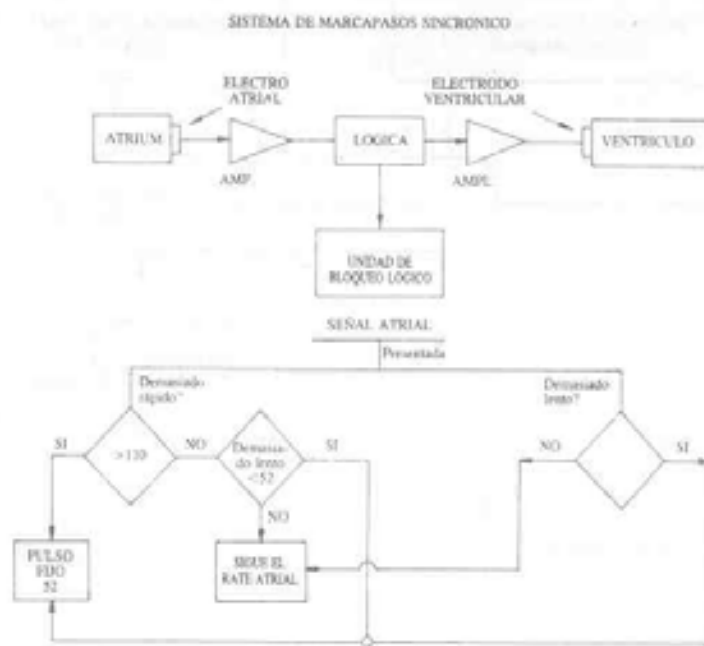 SISTEMA DE MARCAPASOS SINCRONICO
ELECTRO
ATRIAL
ELECTRODO
VENTRICULAR
ATRIUM
LOGICA
VENTRICULO
AMP.
AMPL
UNIDAD DE
BLOQUEO LOGICO
SEÑAL ATRIAL
Presentada
Demasiado
rápido"
Demasiado
lento?
SI
>110
NO
Demasia-
do lento
<52
SI
NO
SI
NO
PULSO
FIJO
52
SIGUE EL
RATE ATRIAL